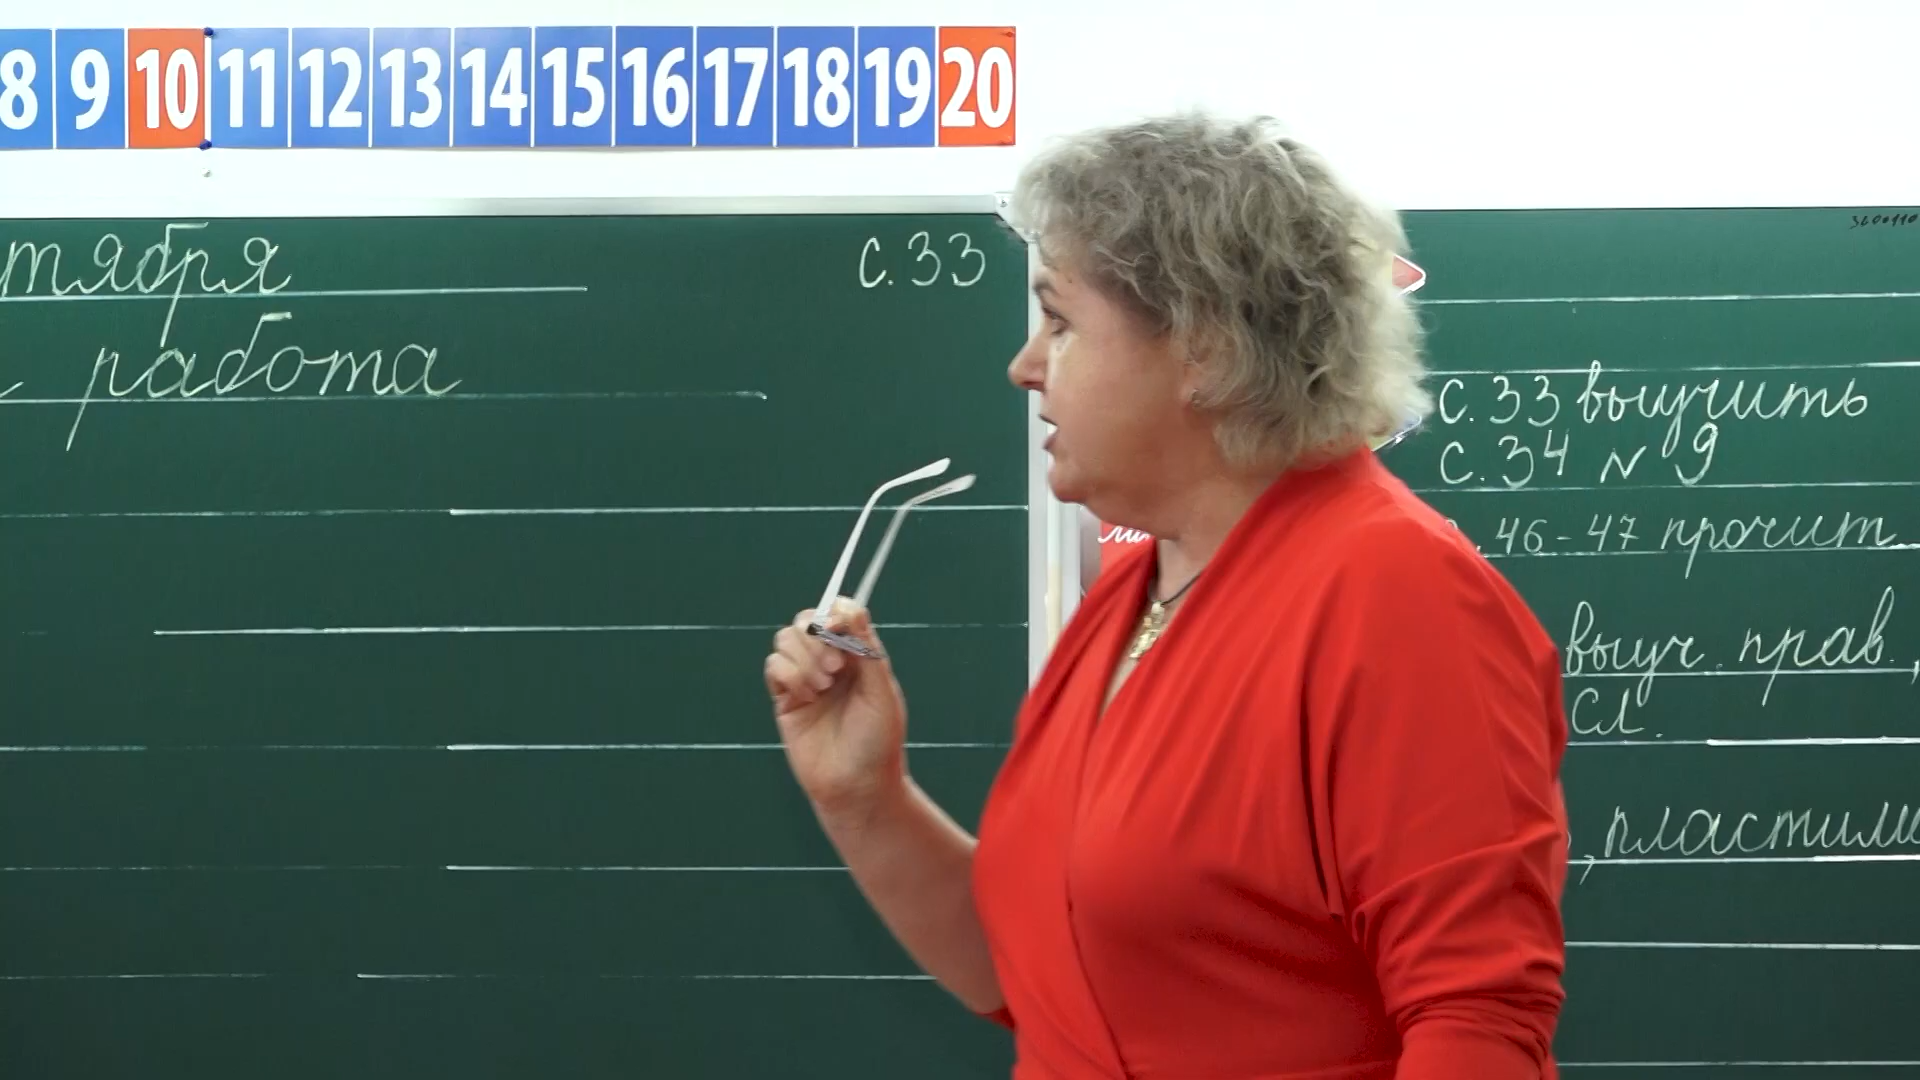 8 9 10 11 12 13 14 15 16 17 18 19 20
тября
с. 33
работа
с. 33 выучить
с. 34 N 9
. 46-47 прочит
выуч. прав.,
сл.
, пластили